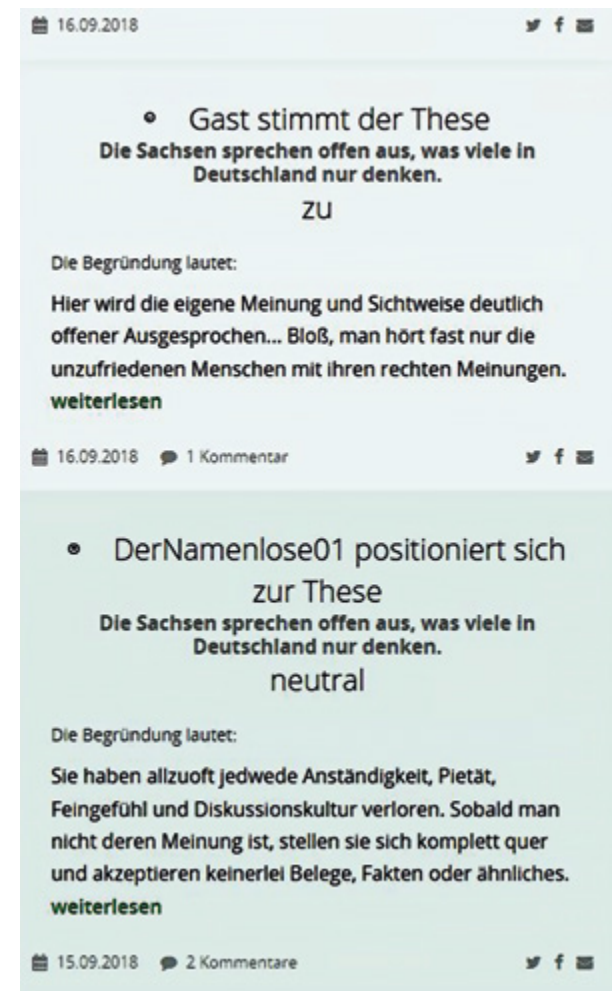 16.09.2018
Gast stimmt der These
Die Sachsen sprechen offen aus, was viele in
Deutschland nur denken.
zu
Die Begründung lautet:
Hier wird die eigene Meinung und Sichtweise deutlich
offener Ausgesprochen... Bloß, man hört fast nur die
unzufriedenen Menschen mit ihren rechten Meinungen.
weiterlesen
16.09.2018 1 Kommentar
DerNamenlose01 positioniert sich
zur These
Die Sachsen sprechen offen aus, was viele in
Deutschland nur denken.
neutral
Die Begründung lautet:
Sie haben allzuoft jedwede Anständigkeit, Pietät,
Feingefühl und Diskussionskultur verloren. Sobald man
nicht deren Meinung ist, stellen sie sich komplett quer
und akzeptieren keinerlei Belege, Fakten oder ähnliches.
weiterlesen
15.09.2018 2 Kommentare